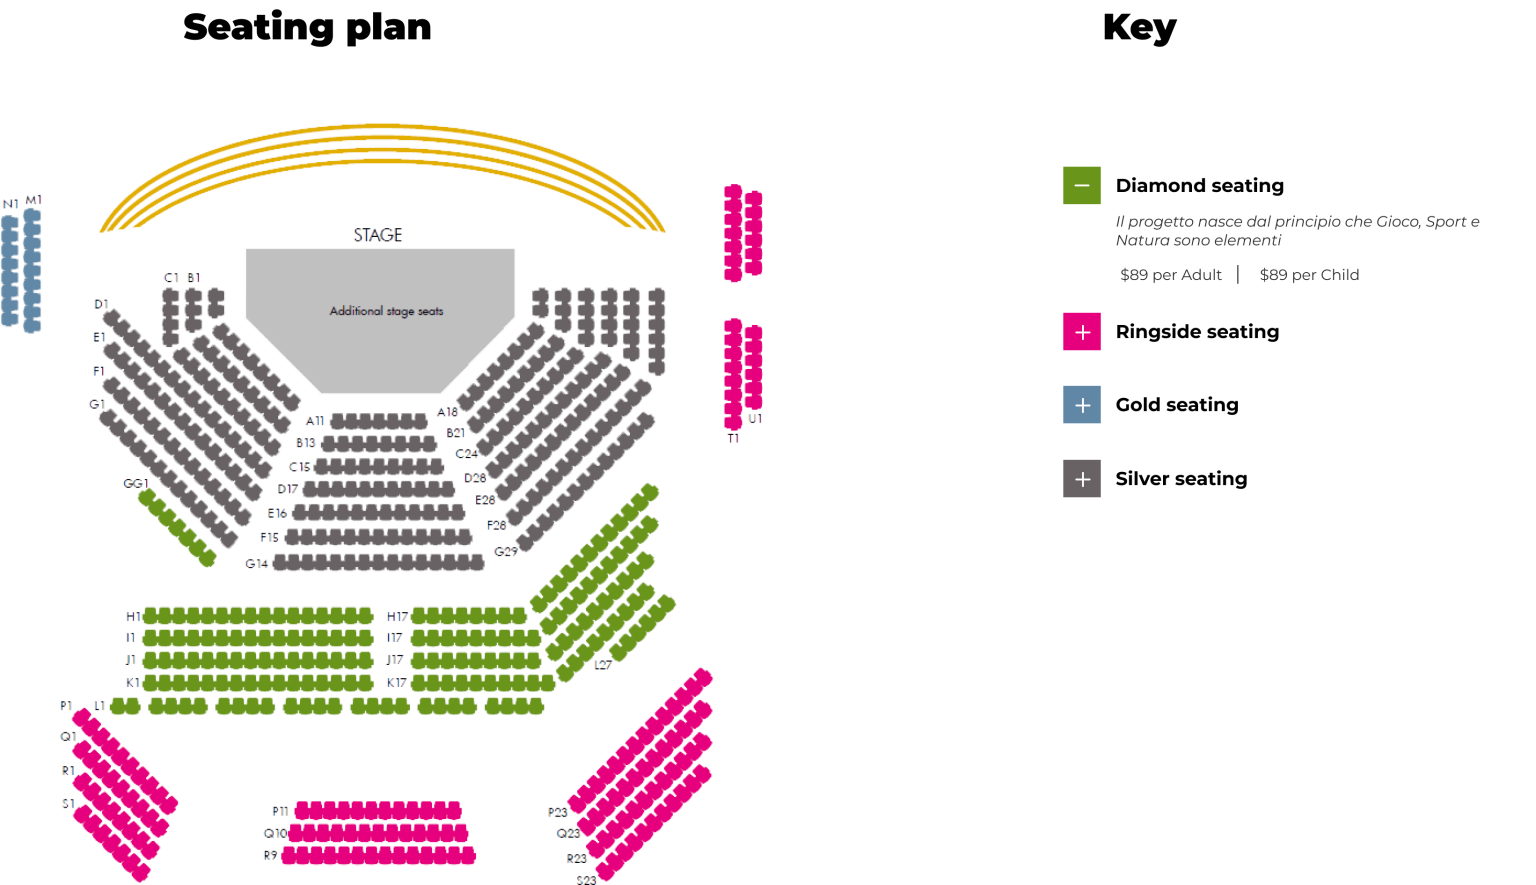 Seating plan
Key
N1 M1
STAGE
Additional stage seats
C1 B1
D1
E1
F1
G1
GG1
A11
B13
C15
D17
E16
F15
G14
A18
B21
C24
D28
E28
F28
G29
H1
I1
J1
K1
L1
H17
I17
J17
K17
L27
P1
Q1
R1
S1
P11
Q10
R9
P23
Q23
R23
S23
U1
T1
Diamond seating
Il progetto nasce dal principio che Gioco, Sport e
Natura sono elementi
$89 per Adult | $89 per Child
Ringside seating
Gold seating
Silver seating